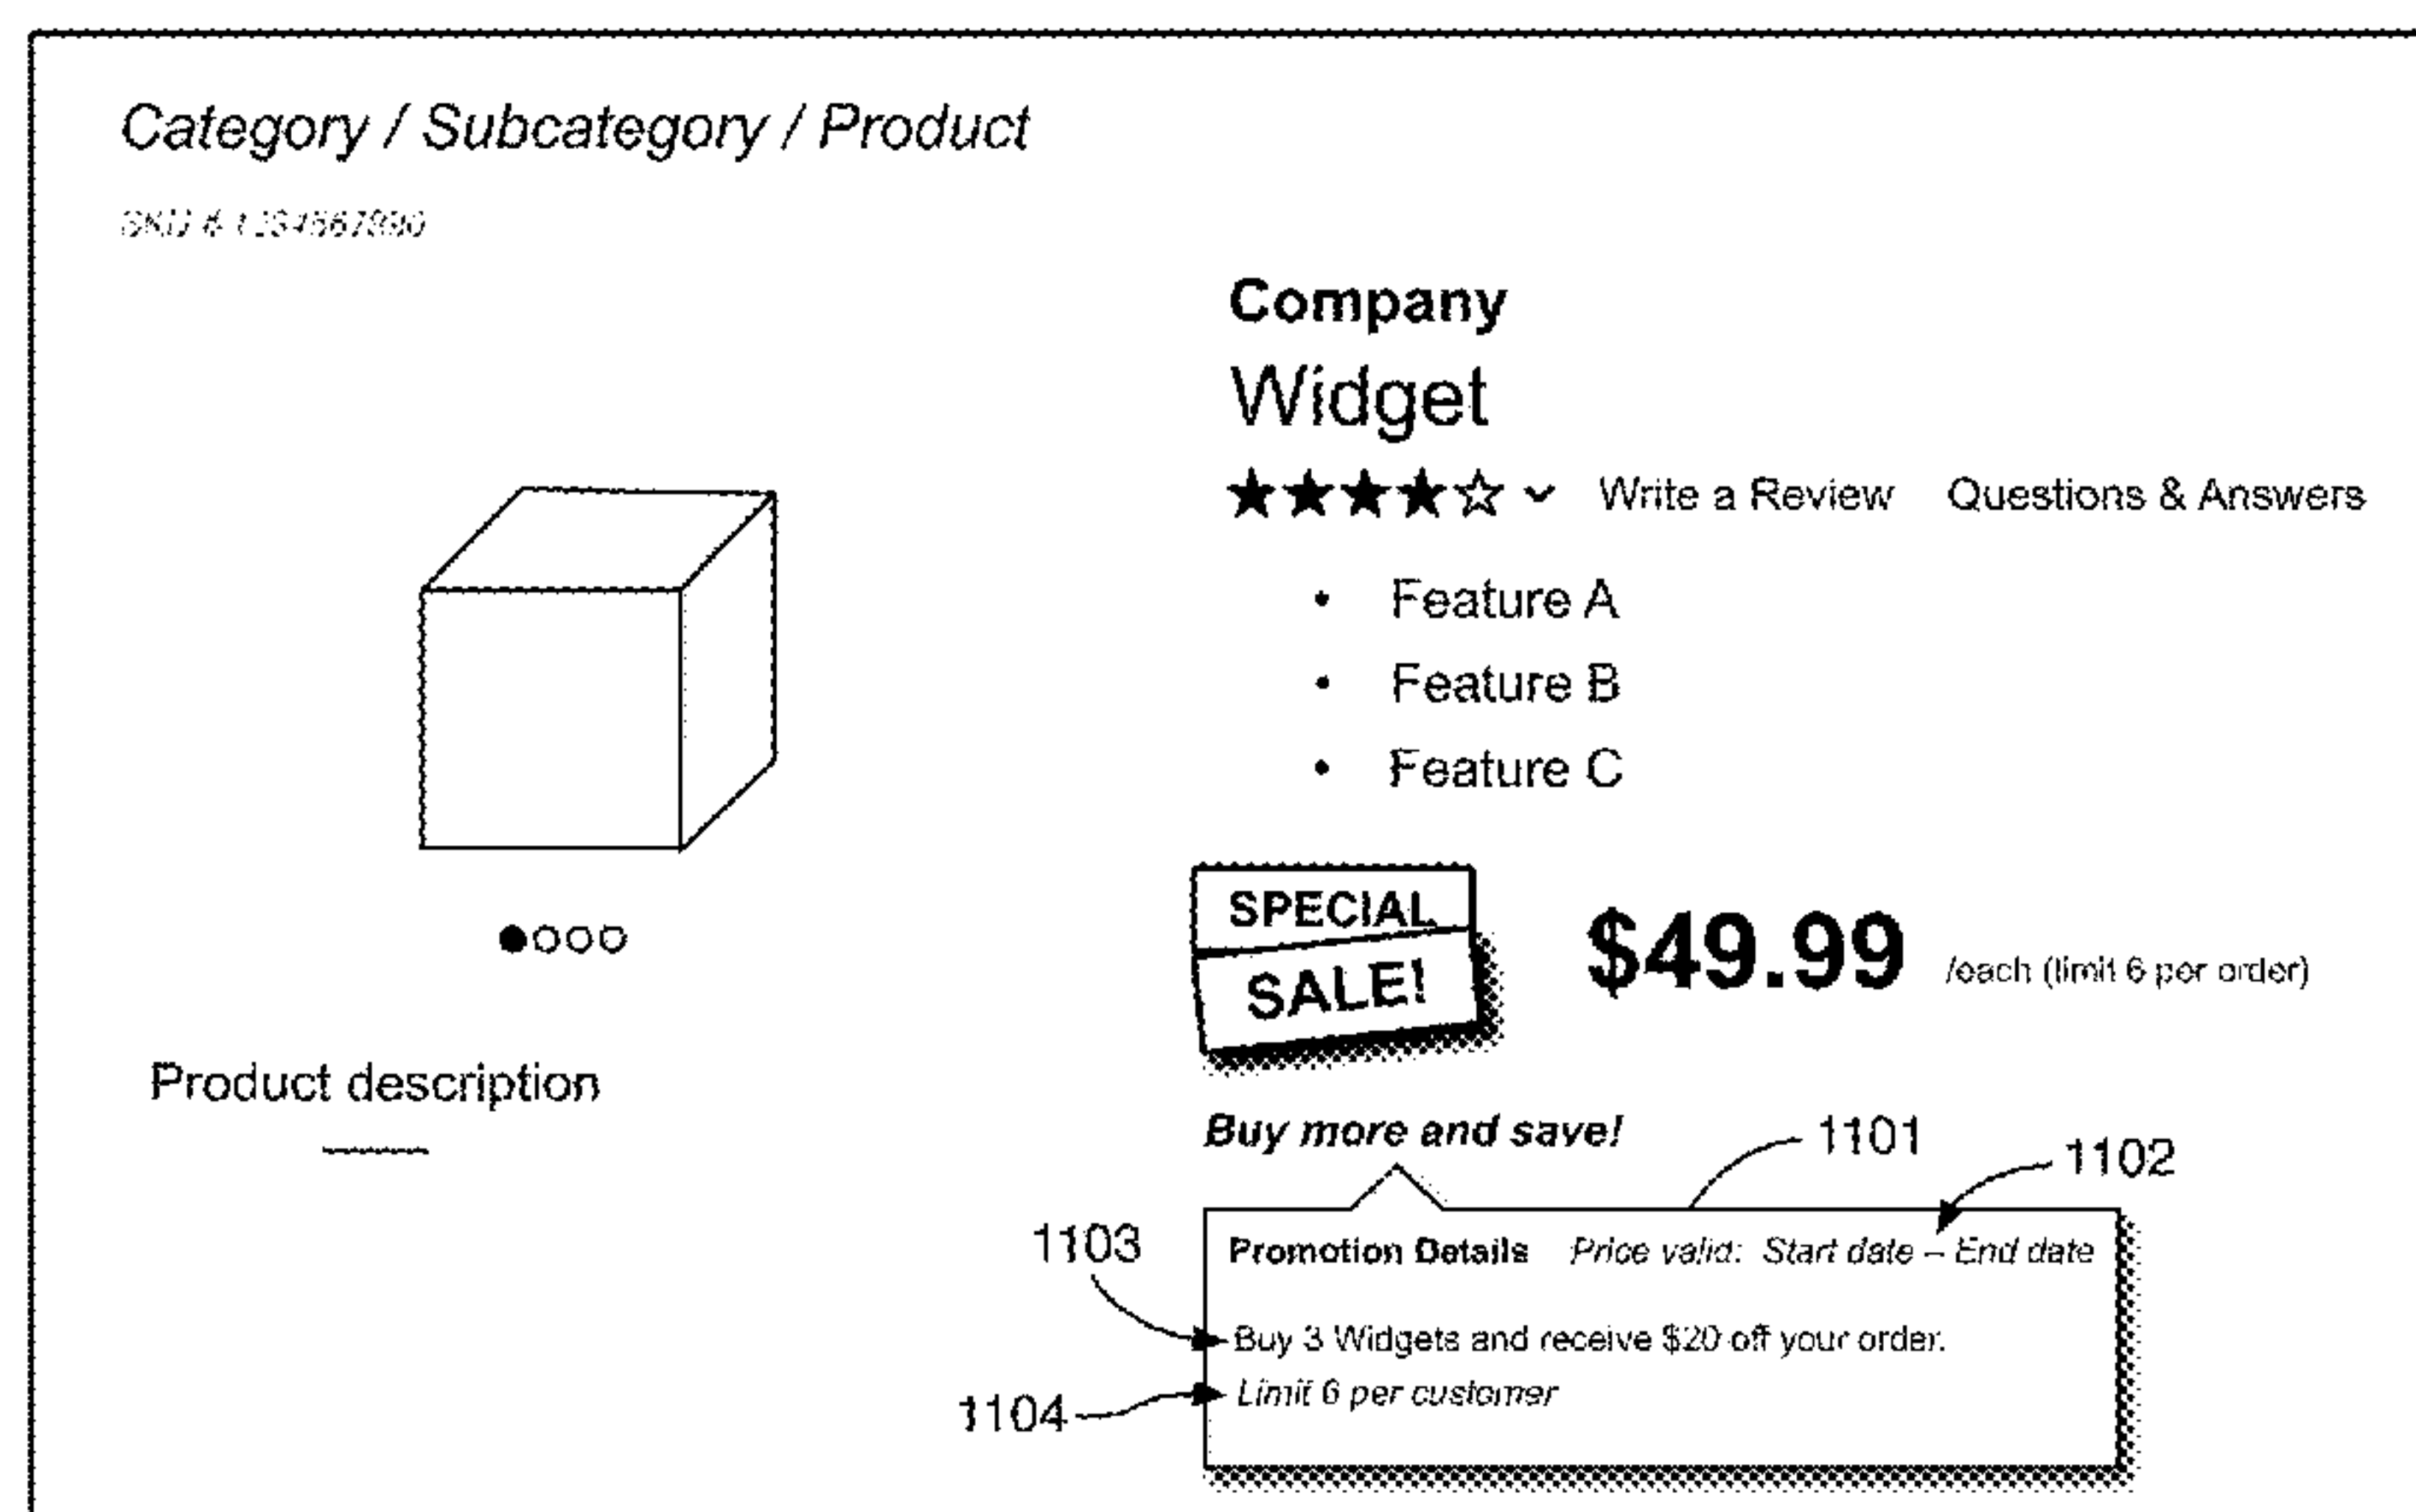 Category / Subcategory / Product
SKU # 1234567890
Company
Widget
Write a Review Questions & Answers
• Feature A
• Feature B
• Feature C
SPECIAL
SALE!
$49.99 /each (limit 6 per order)
Product description
Buy more and save!
1101
1102
1103
Promotion Details Price valid: Start date – End date
Buy 3 Widgets and receive $20 off your order.
1104
Limit 6 per customer